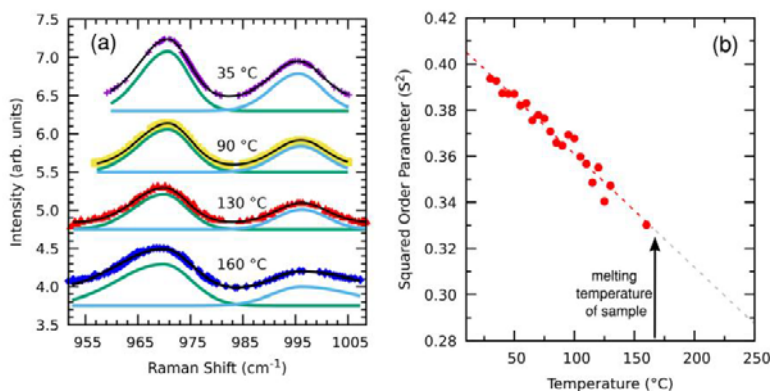 (a)
Intensity (arb. units)
7.5
7.0
6.5
6.0
5.5
5.0
4.5
4.0
3.5
35 °C
90 °C
130 °C
160 °C
955 965 975 985 995 1005
Raman Shift (cm⁻¹)
(b)
Squared Order Parameter (S²)
0.42
0.40
0.38
0.36
0.34
0.32
0.30
0.28
melting
temperature
of sample
50 100 150 200 250
Temperature (°C)